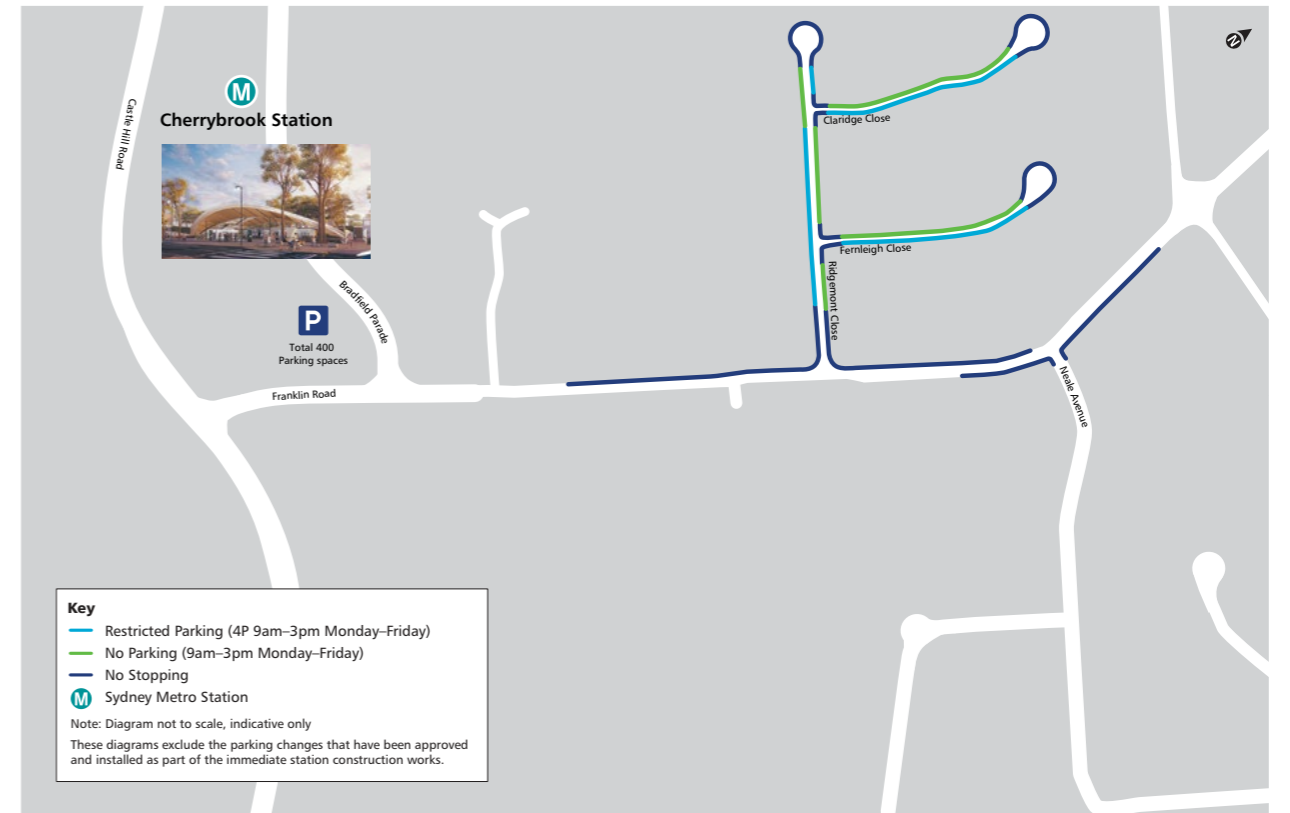 N
M
Cherrybrook Station
Castle Hill Road
Claridge Close
Fernleigh Close
Ridgemont Close
Bradfield Parade
P
Total 400
Parking spaces
Franklin Road
Neale Avenue
Key
Restricted Parking (4P 9am–3pm Monday–Friday)
No Parking (9am–3pm Monday–Friday)
No Stopping
M Sydney Metro Station
Note: Diagram not to scale, indicative only
These diagrams exclude the parking changes that have been approved
and installed as part of the immediate station construction works.